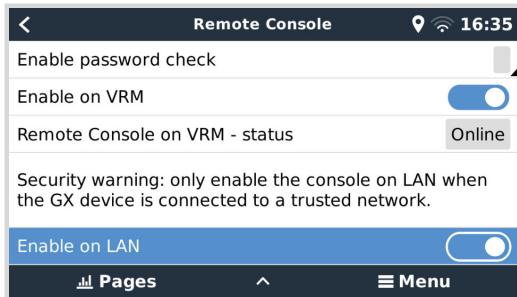 Remote Console
16:35
Enable password check
Enable on VRM
Remote Console on VRM - status
Online
Security warning: only enable the console on LAN when
the GX device is connected to a trusted network.
Enable on LAN
Pages
Menu